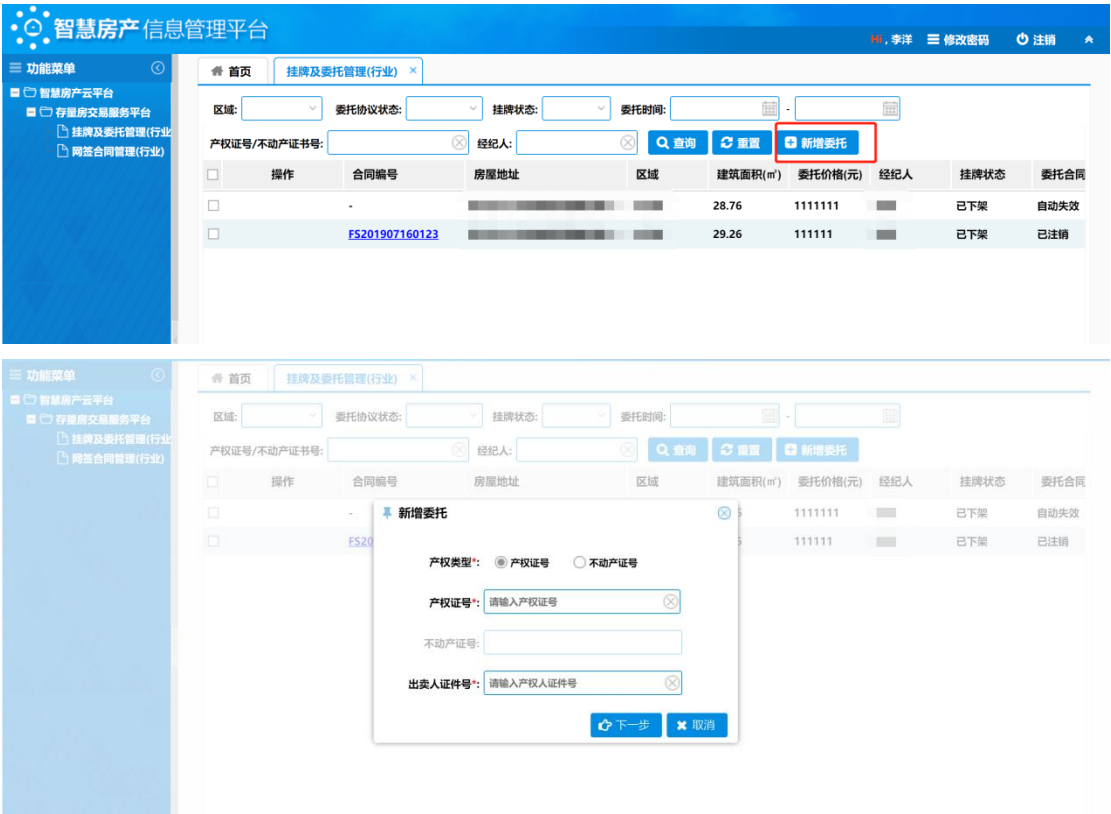 智慧房产信息管理平台
Hi , 李洋 修改密码 注销
功能菜单
首页 挂牌及委托管理(行业) ×
智慧房产云平台
存量房交易服务平台
挂牌及委托管理(行业
网签合同管理(行业)
区域: 委托协议状态: 挂牌状态: 委托时间: -
产权证号/不动产证书号: 经纪人: 查询 重置 新增委托
操作 合同编号 房屋地址 区域 建筑面积(㎡) 委托价格(元) 经纪人 挂牌状态 委托合同
- 28.76 1111111 已下架 自动失效
FS201907160123 29.26 111111 已下架 已注销
功能菜单
首页 挂牌及委托管理(行业) ×
智慧房产云平台
存量房交易服务平台
挂牌及委托管理(行业
网签合同管理(行业)
区域: 委托协议状态: 挂牌状态: 委托时间: -
产权证号/不动产证书号: 经纪人: 查询 重置 新增委托
操作 合同编号 房屋地址 区域 建筑面积(㎡) 委托价格(元) 经纪人 挂牌状态 委托合同
- 1111111 已下架 自动失效
FS20 111111 已下架 已注销
新增委托
产权类型*: 产权证号 不动产证号
产权证号*: 请输入产权证号
不动产证号:
出卖人证件号*: 请输入产权人证件号
下一步 取消